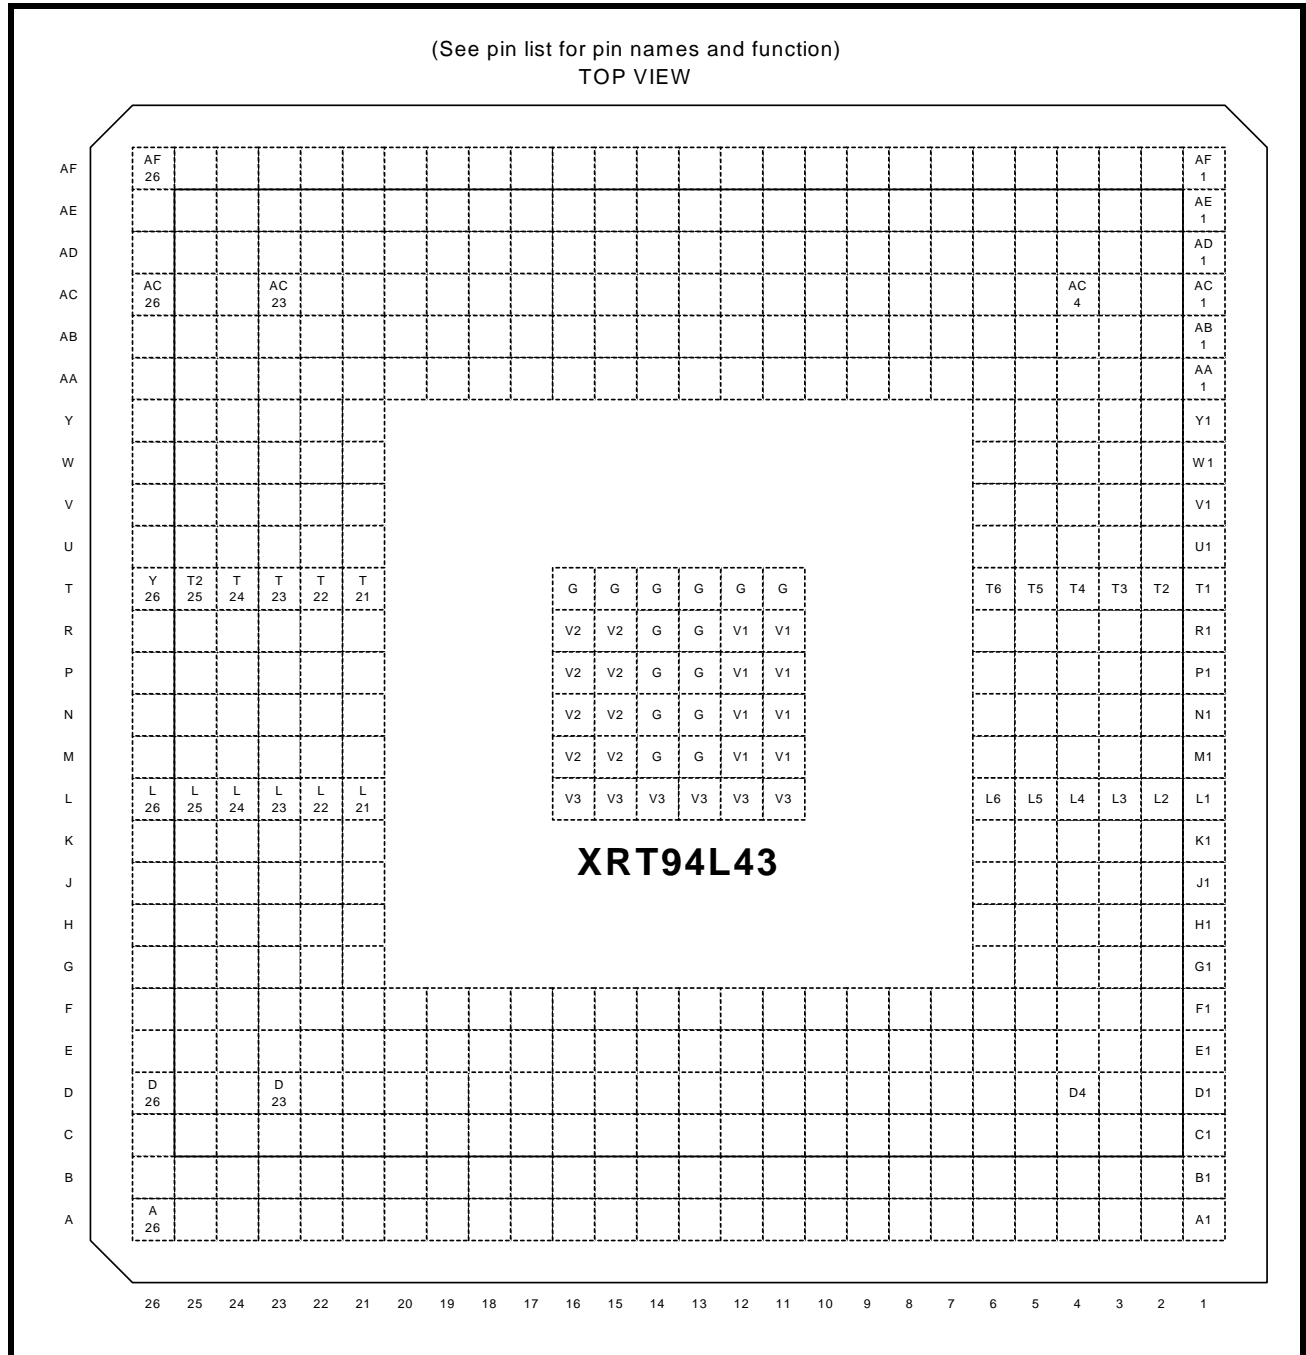 (See pin list for pin names and function)
TOP VIEW
AF AF 26 AF 1
AE AE 1
AD AD 1
AC AC 26 AC 23 AC 4 AC 1
AB AB 1
AA AA 1
Y Y1
W W1
V V1
U U1
T Y 26 T2 25 T 24 T 23 T 22 T 21 G G G G G G T6 T5 T4 T3 T2 T1
R V2 V2 G G V1 V1 R1
P V2 V2 G G V1 V1 P1
N V2 V2 G G V1 V1 N1
M V2 V2 G G V1 V1 M1
L L 26 L 25 L 24 L 23 L 22 L 21 V3 V3 V3 V3 V3 V3 L6 L5 L4 L3 L2 L1
K K1
XRT94L43
J J1
H H1
G G1
F F1
E E1
D D 26 D 23 D4 D1
C C1
B B1
A A 26 A1
26 25 24 23 22 21 20 19 18 17 16 15 14 13 12 11 10 9 8 7 6 5 4 3 2 1